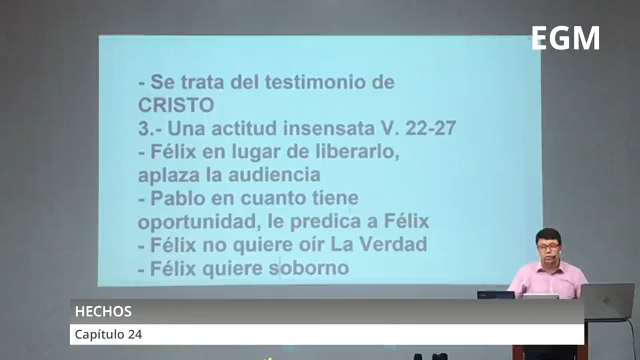 EGM
- Se trata del testimonio de
CRISTO
3.- Una actitud insensata V. 22-27
- Félix en lugar de liberarlo,
aplaza la audiencia
- Pablo en cuanto tiene
oportunidad, le predica a Félix
- Félix no quiere oír La Verdad
- Félix quiere soborno
HECHOS
Capítulo 24